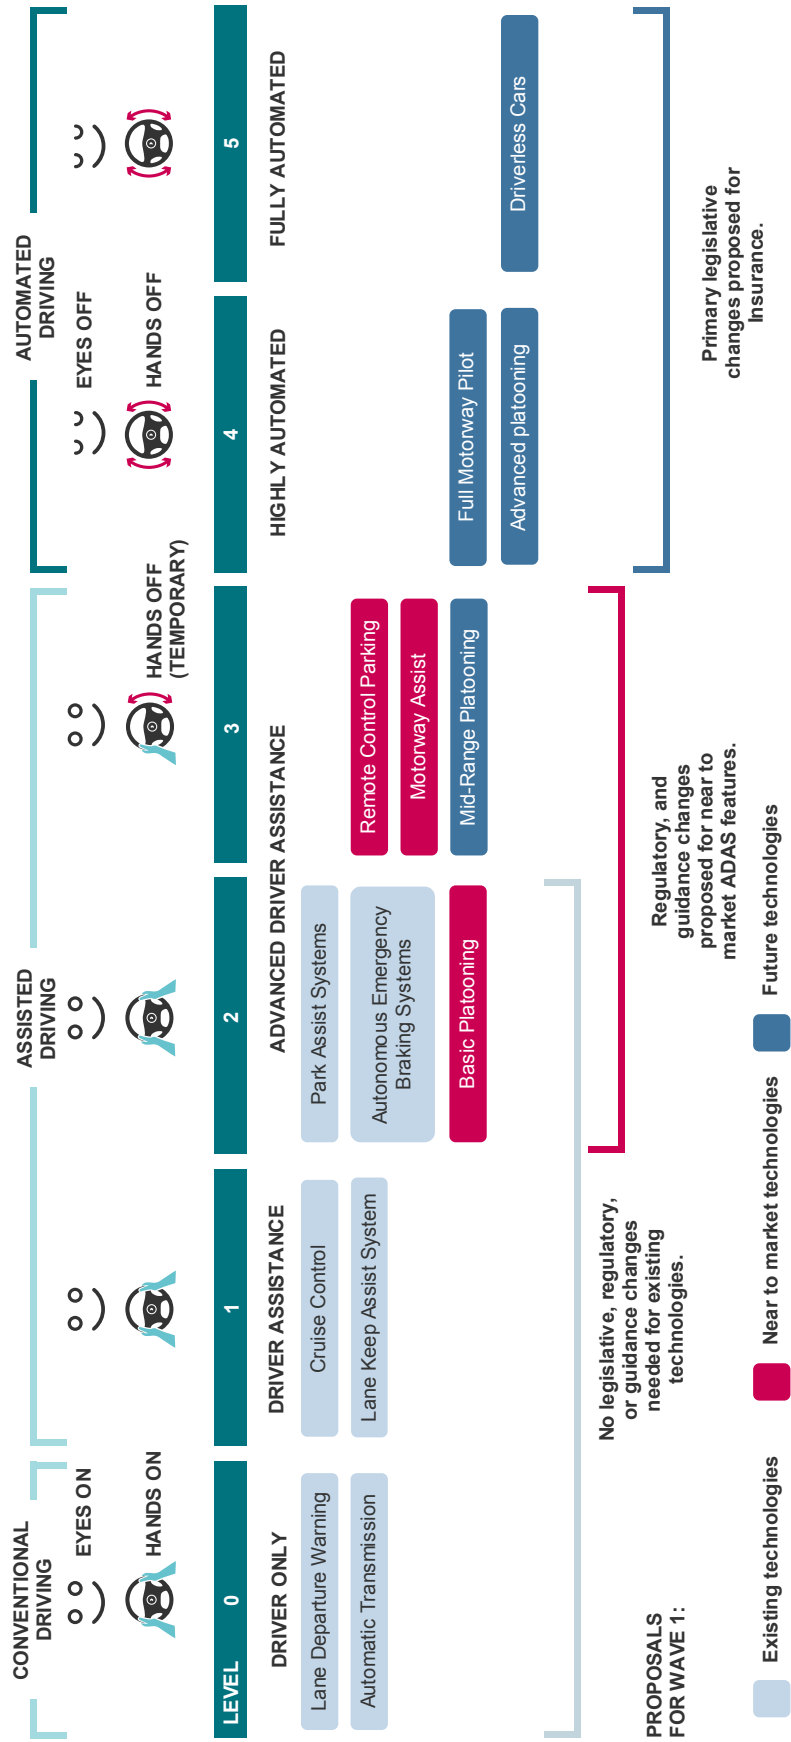 CONVENTIONAL
DRIVING
ASSISTED
DRIVING
AUTOMATED
DRIVING
EYES ON
EYES OFF
HANDS ON
HANDS OFF
(TEMPORARY)
HANDS OFF
LEVEL 0 1 2 3 4 5
DRIVER ONLY
DRIVER ASSISTANCE
ADVANCED DRIVER ASSISTANCE
HIGHLY AUTOMATED
FULLY AUTOMATED
Lane Departure Warning
Automatic Transmission
Cruise Control
Lane Keep Assist System
Park Assist Systems
Autonomous Emergency
Braking Systems
Basic Platooning
Remote Control Parking
Motorway Assist
Mid-Range Platooning
Full Motorway Pilot
Advanced platooning
Driverless Cars
PROPOSALS
FOR WAVE 1:
No legislative, regulatory,
or guidance changes
needed for existing
technologies.
Regulatory, and
guidance changes
proposed for near to
market ADAS features.
Primary legislative
changes proposed for
Insurance.
Existing technologies
Near to market technologies
Future technologies